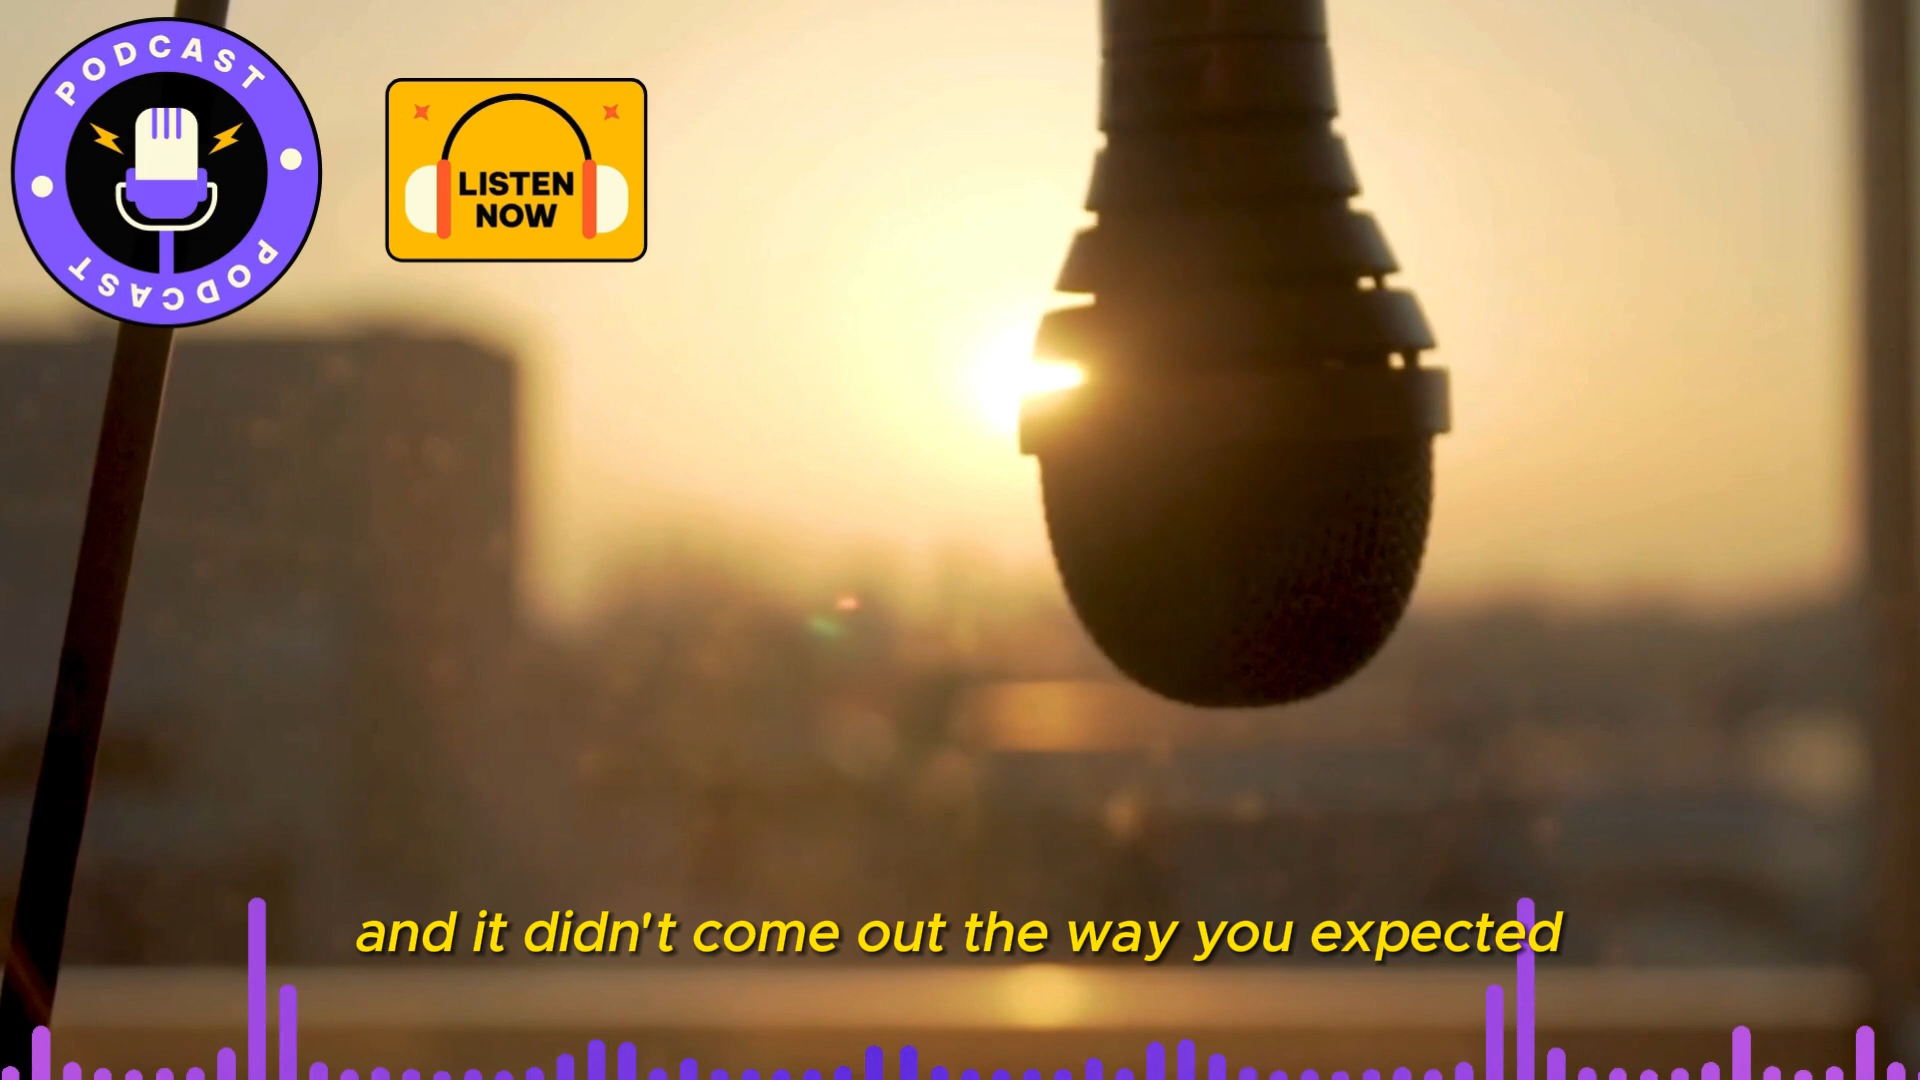 PODCAST
PODCAST
LISTEN
NOW
and it didn't come out the way you expected